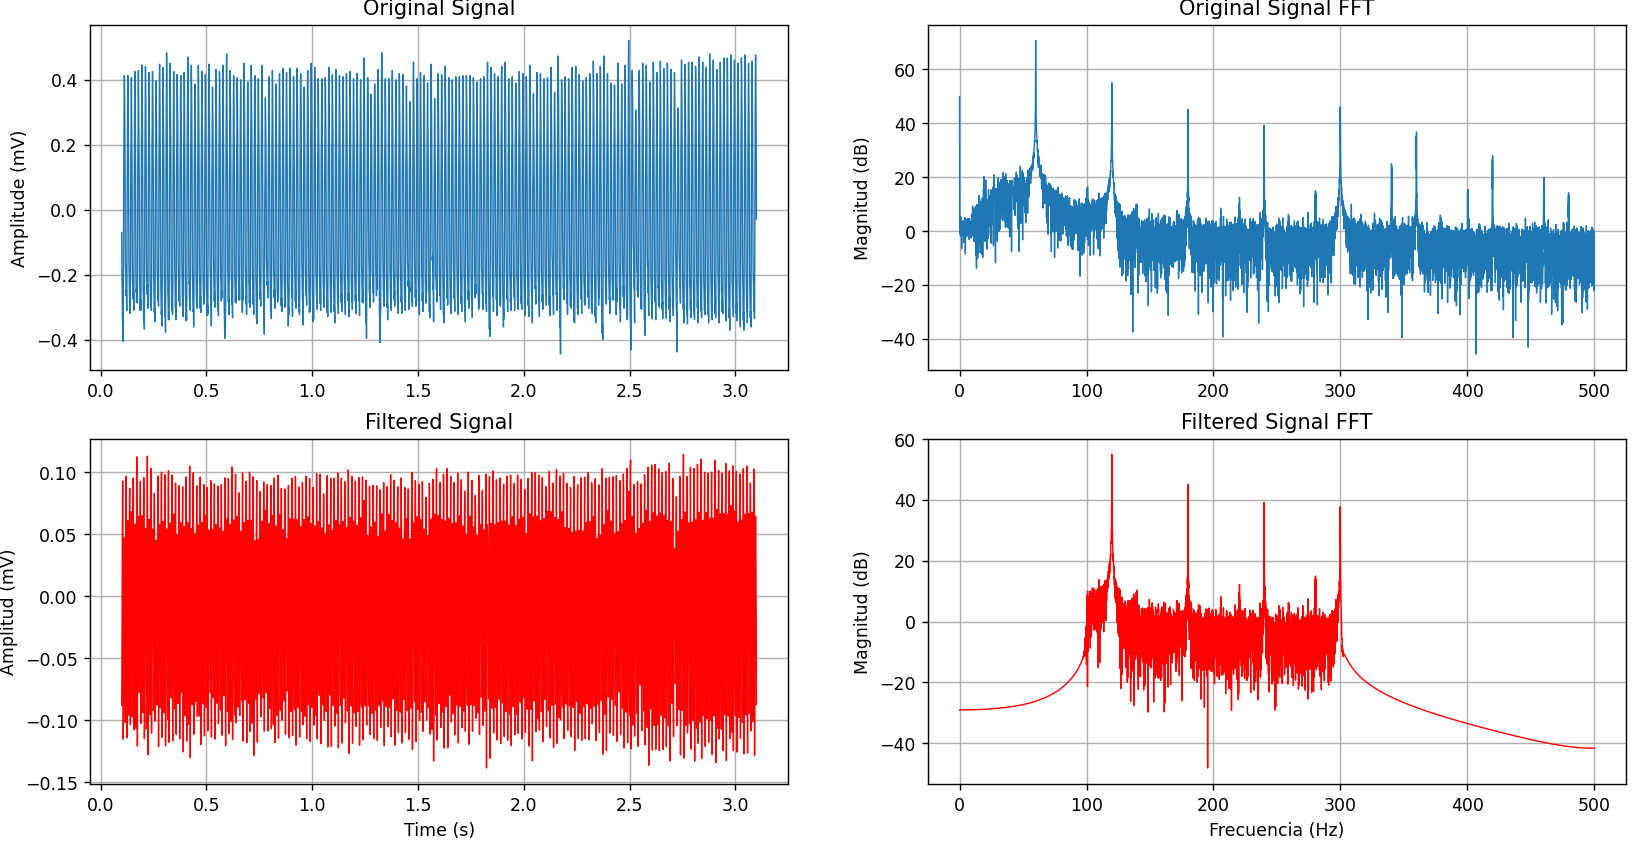 Original Signal
Amplitude (mV)
0.4
0.2
0.0
−0.2
−0.4
0.0 0.5 1.0 1.5 2.0 2.5 3.0
Original Signal FFT
Magnitud (dB)
60
40
20
0
−20
−40
0 100 200 300 400 500
Filtered Signal
Amplitud (mV)
0.10
0.05
0.00
−0.05
−0.10
−0.15
0.0 0.5 1.0 1.5 2.0 2.5 3.0
Time (s)
Filtered Signal FFT
Magnitud (dB)
60
40
20
0
−20
−40
0 100 200 300 400 500
Frecuencia (Hz)